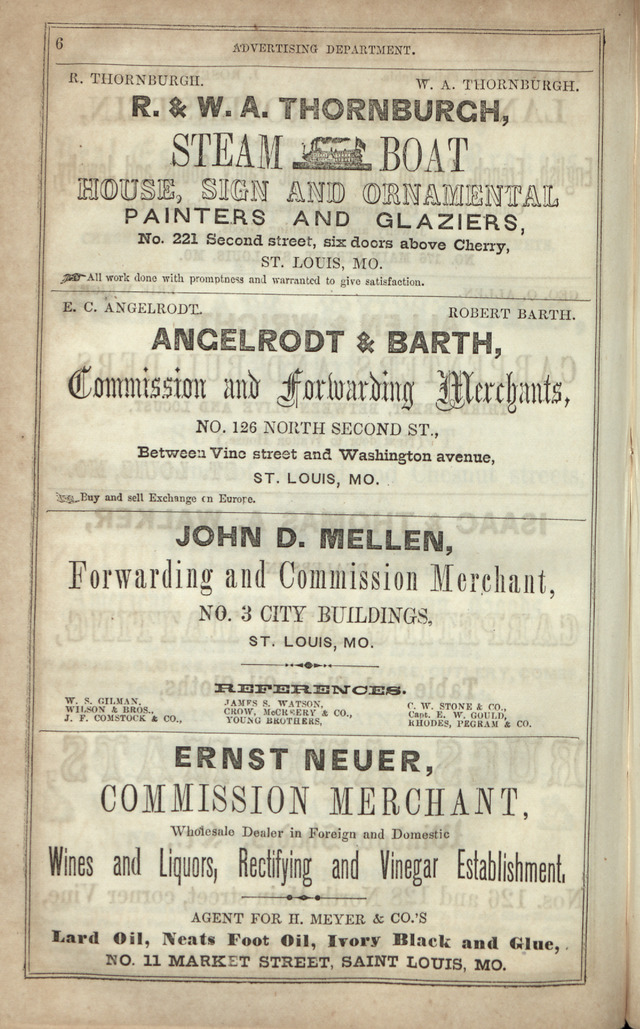 6
ADVERTISING DEPARTMENT.
R. THORNBURGH. W. A. THORNBURGH.
R. & W. A. THORNBURGH,
STEAM BOAT
HOUSE, SIGN AND ORNAMENTAL
PAINTERS AND GLAZIERS,
No. 221 Second street, six doors above Cherry,
ST. LOUIS, MO.
All work done with promptness and warranted to give satisfaction.
E. C. ANGELRODT. ROBERT BARTH.
ANGELRODT & BARTH,
Commission and Forwarding Merchants,
NO. 126 NORTH SECOND ST.,
Between Vine street and Washington avenue,
ST. LOUIS, MO.
Buy and sell Exchange on Europe.
JOHN D. MELLEN,
Forwarding and Commission Merchant,
NO. 3 CITY BUILDINGS,
ST. LOUIS, MO.
REFERENCES.
W. S. GILMAN, JAMES S. WATSON, C. W. STONE & CO.,
WILSON & BROS., CROW, McCREERY & CO., Capt. E. W. GOULD,
J. F. COMSTOCK & CO., YOUNG BROTHERS, RHODES, PEGRAM & CO.
ERNST NEUER,
COMMISSION MERCHANT,
Wholesale Dealer in Foreign and Domestic
Wines and Liquors, Rectifying and Vinegar Establishment.
AGENT FOR H. MEYER & CO.'S
Lard Oil, Neats Foot Oil, Ivory Black and Glue,
NO. 11 MARKET STREET, SAINT LOUIS, MO.